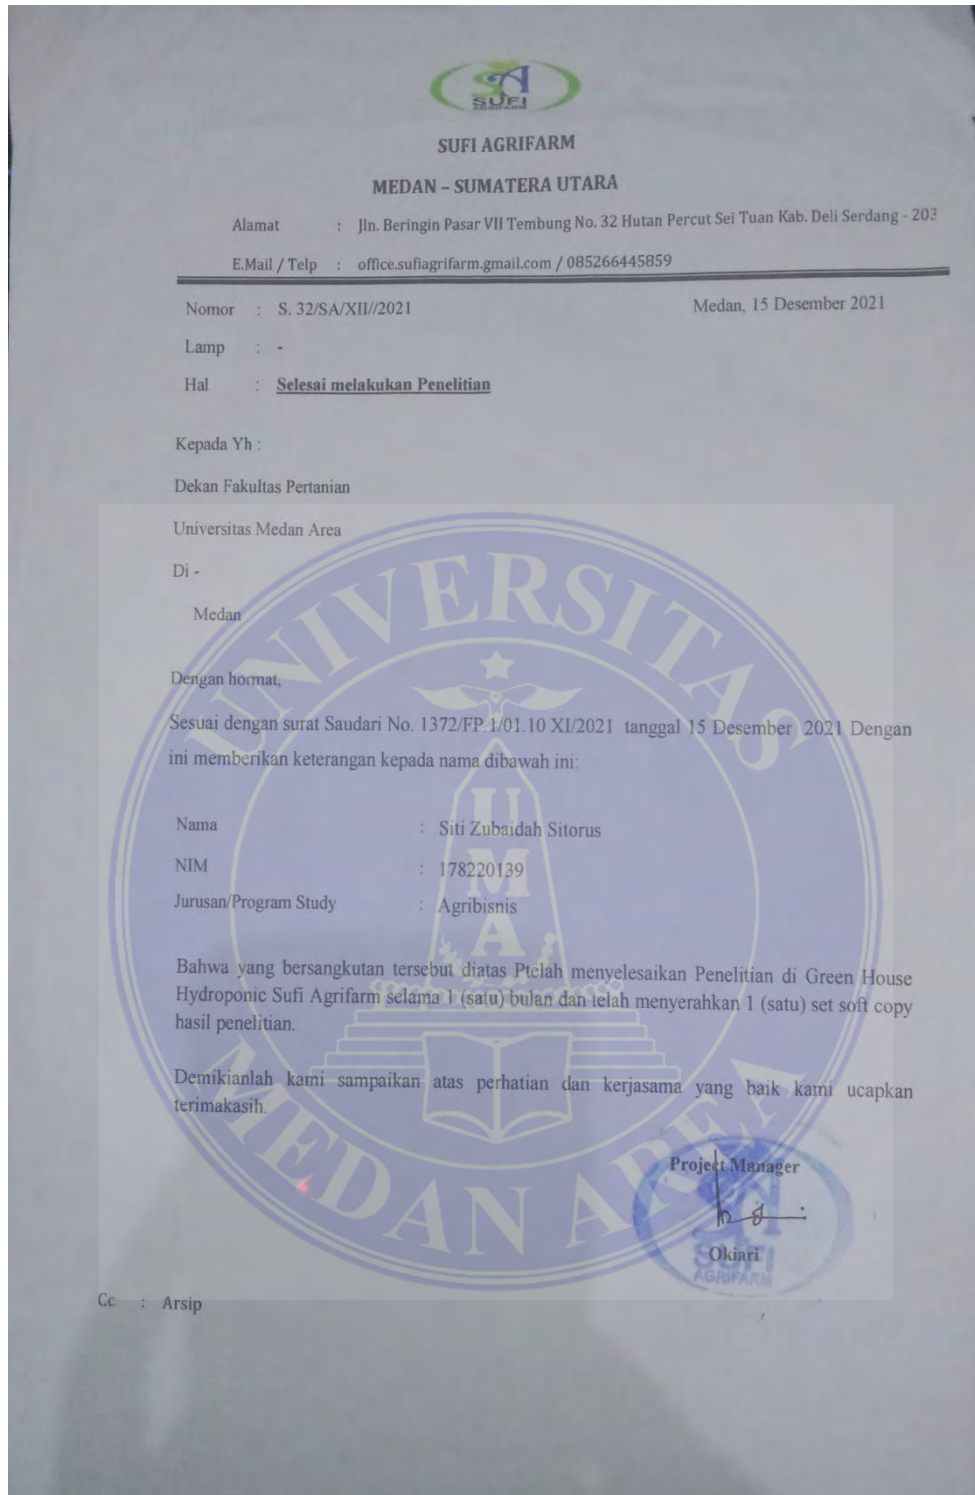 SA
SUFI
AGRIFARM
SUFI AGRIFARM
MEDAN – SUMATERA UTARA
Alamat : Jln. Beringin Pasar VII Tembung No. 32 Hutan Percut Sei Tuan Kab. Deli Serdang - 203
E.Mail / Telp : office.sufiagrifarm.gmail.com / 085266445859
Nomor : S. 32/SA/XII//2021 Medan, 15 Desember 2021
Lamp : -
Hal : Selesai melakukan Penelitian
Kepada Yh :
Dekan Fakultas Pertanian
Universitas Medan Area
Di -
Medan
Dengan hormat,
Sesuai dengan surat Saudari No. 1372/FP.1/01.10 XI/2021 tanggal 15 Desember 2021 Dengan
ini memberikan keterangan kepada nama dibawah ini:
Nama : Siti Zubaidah Sitorus
NIM : 178220139
Jurusan/Program Study : Agribisnis
Bahwa yang bersangkutan tersebut diatas Ptelah menyelesaikan Penelitian di Green House
Hydroponic Sufi Agrifarm selama 1 (satu) bulan dan telah menyerahkan 1 (satu) set soft copy
hasil penelitian.
Demikianlah kami sampaikan atas perhatian dan kerjasama yang baik kami ucapkan
terimakasih.
Project Manager
Okiari
SUFI
AGRIFARM
Cc : Arsip
UNIVERSITAS
UMA
MEDAN AREA